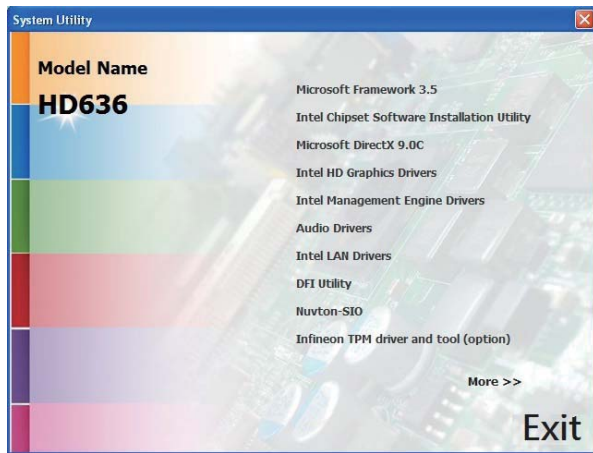 System Utility
Model Name
HD636
Microsoft Framework 3.5
Intel Chipset Software Installation Utility
Microsoft DirectX 9.0C
Intel HD Graphics Drivers
Intel Management Engine Drivers
Audio Drivers
Intel LAN Drivers
DFI Utility
Nuvton-SIO
Infineon TPM driver and tool (option)
More >>
Exit